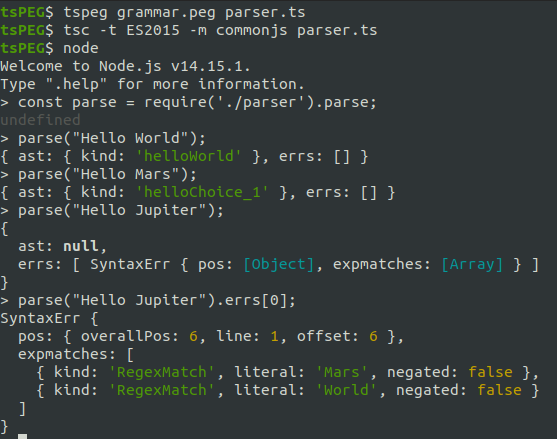 tsPEG$ tspeg grammar.peg parser.ts
tsPEG$ tsc -t ES2015 -m commonjs parser.ts
tsPEG$ node
Welcome to Node.js v14.15.1.
Type ".help" for more information.
> const parse = require('./parser').parse;
undefined
> parse("Hello World");
{ ast: { kind: 'helloWorld' }, errs: [] }
> parse("Hello Mars");
{ ast: { kind: 'helloChoice_1' }, errs: [] }
> parse("Hello Jupiter");
{
  ast: null,
  errs: [ SyntaxErr { pos: [Object], expmatches: [Array] } ]
}
> parse("Hello Jupiter").errs[0];
SyntaxErr {
  pos: { overallPos: 6, line: 1, offset: 6 },
  expmatches: [
    { kind: 'RegexMatch', literal: 'Mars', negated: false },
    { kind: 'RegexMatch', literal: 'World', negated: false }
  ]
}